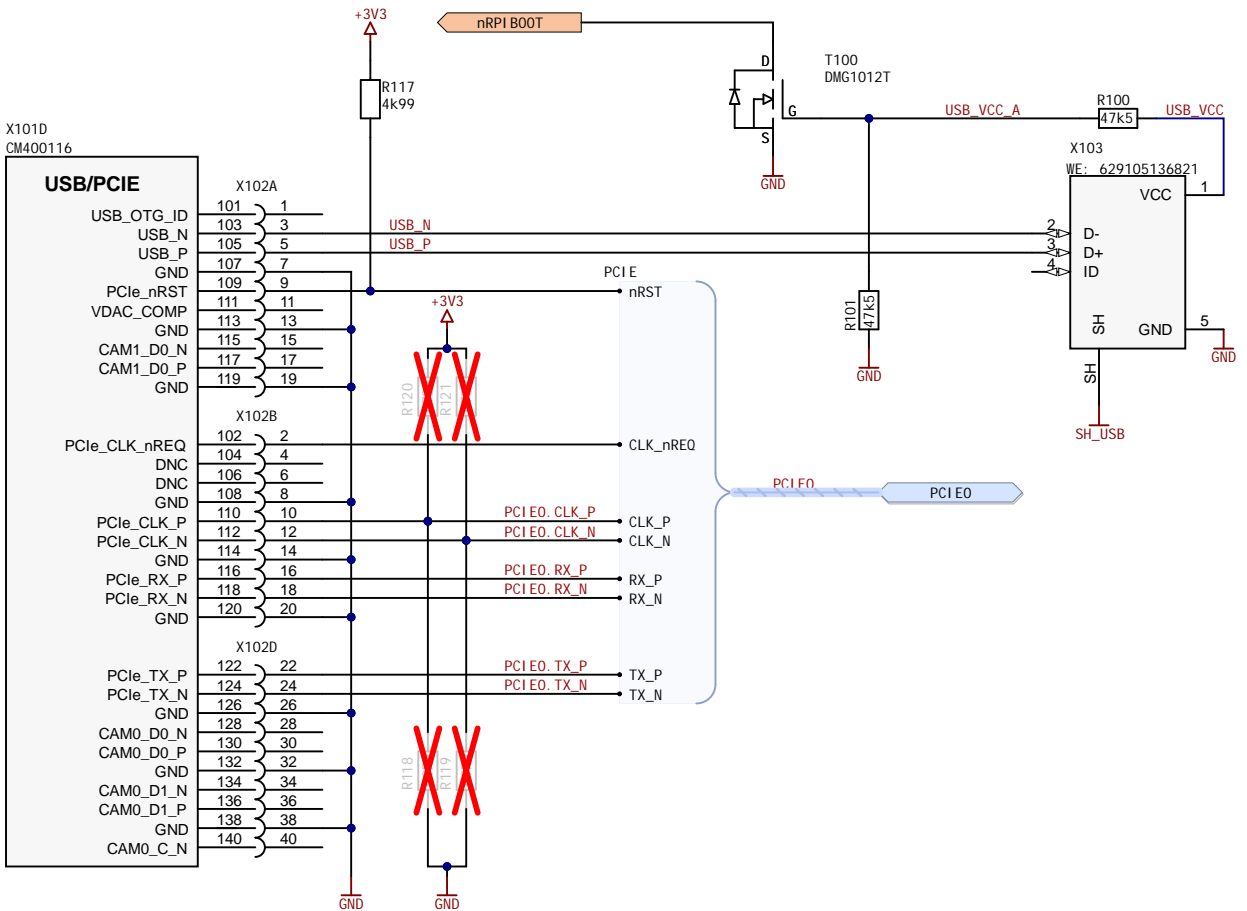 +3V3
nRPIBOOT
R117
4k99
D
G
S
T100
DMG1012T
GND
USB_VCC_A
R100
47k5
USB_VCC
X101D
CM400116
USB/PCIE
X102A
USB_OTG_ID 101 1
USB_N 103 3 USB_N
USB_P 105 5 USB_P
GND 107 7
PCIe_nRST 109 9
VDAC_COMP 111 11
GND 113 13
CAM1_D0_N 115 15
CAM1_D0_P 117 17
GND 119 19
X102B
PCIe_CLK_nREQ 102 2
DNC 104 4
DNC 106 6
GND 108 8
PCIe_CLK_P 110 10 PCIE0.CLK_P
PCIe_CLK_N 112 12 PCIE0.CLK_N
GND 114 14
PCIe_RX_P 116 16 PCIE0.RX_P
PCIe_RX_N 118 18 PCIE0.RX_N
GND 120 20
X102D
PCIe_TX_P 122 22 PCIE0.TX_P
PCIe_TX_N 124 24 PCIE0.TX_N
GND 126 26
CAM0_D0_N 128 28
CAM0_D0_P 130 30
GND 132 32
CAM0_D1_N 134 34
CAM0_D1_P 136 36
GND 138 38
CAM0_C_N 140 40
GND
+3V3
R120
R121
R118
R119
GND
PCIE
nRST
CLK_nREQ
CLK_P
CLK_N
RX_P
RX_N
TX_P
TX_N
PCIE0
PCIE0
R101
47k5
GND
X103
WE: 629105136821
VCC 1
2 D-
3 D+
4 ID
SH
GND 5
GND
SH
SH_USB